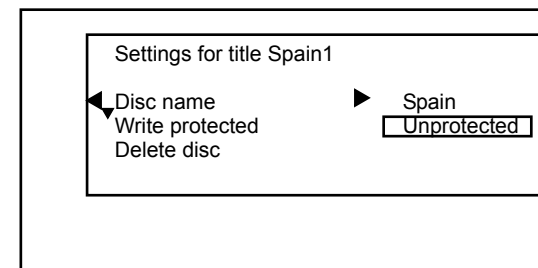 Settings for title Spain1
Disc name Spain
Write protected Unprotected
Delete disc